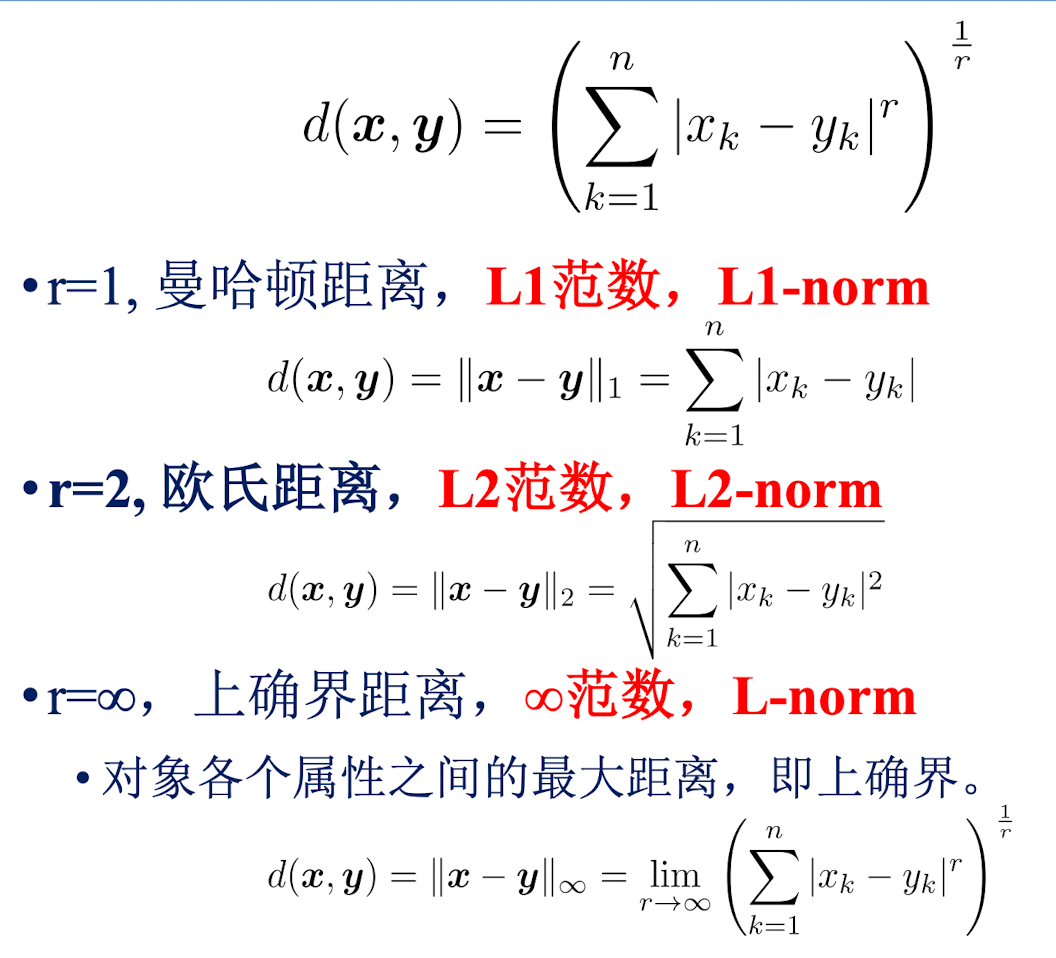 $d(\boldsymbol{x}, \boldsymbol{y}) = \left( \sum_{k=1}^{n} |x_k - y_k|^r \right)^{\frac{1}{r}}$
•r=1, 曼哈顿距离，L1范数，L1-norm
$d(\boldsymbol{x}, \boldsymbol{y}) = \|\boldsymbol{x} - \boldsymbol{y}\|_1 = \sum_{k=1}^{n} |x_k - y_k|$
•r=2, 欧氏距离，L2范数，L2-norm
$d(\boldsymbol{x}, \boldsymbol{y}) = \|\boldsymbol{x} - \boldsymbol{y}\|_2 = \sqrt{\sum_{k=1}^{n} |x_k - y_k|^2}$
•r=∞，上确界距离，∞范数，L-norm
•对象各个属性之间的最大距离，即上确界。
$d(\boldsymbol{x}, \boldsymbol{y}) = \|\boldsymbol{x} - \boldsymbol{y}\|_\infty = \lim_{r \to \infty} \left( \sum_{k=1}^{n} |x_k - y_k|^r \right)^{\frac{1}{r}}$